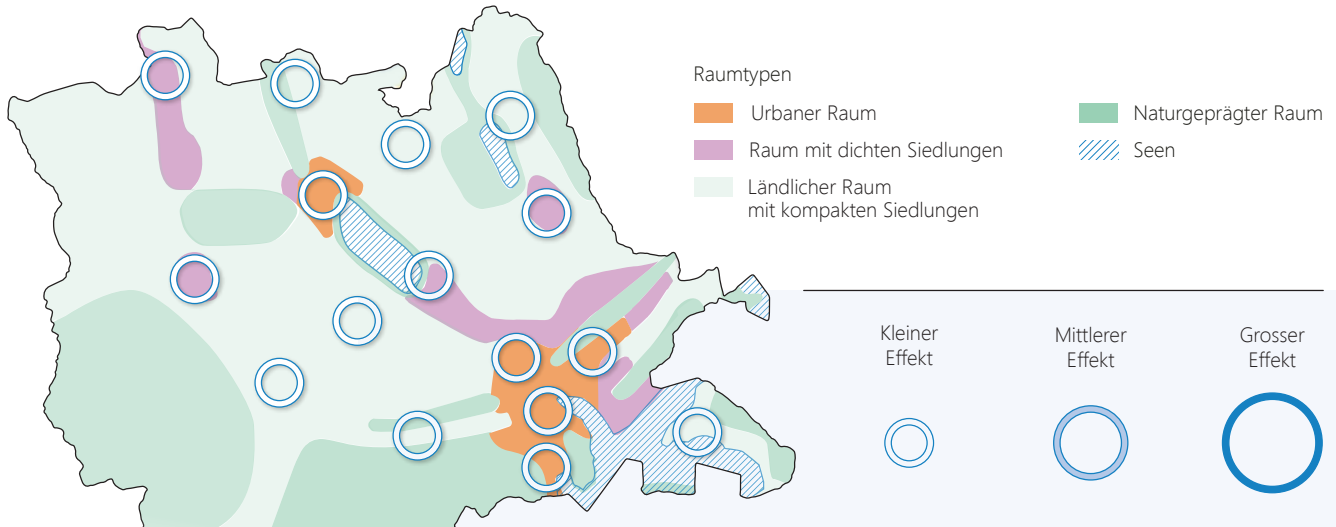 Raumtypen
Urbaner Raum
Raum mit dichten Siedlungen
Ländlicher Raum
mit kompakten Siedlungen
Naturgeprägter Raum
Seen
Kleiner
Effekt
Mittlerer
Effekt
Grosser
Effekt